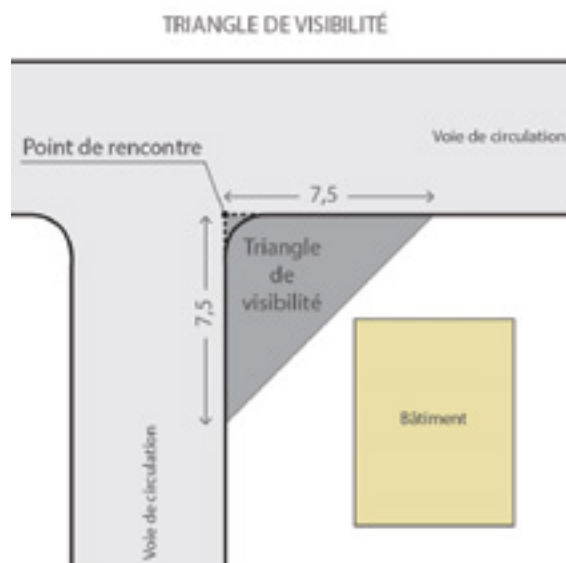 TRIANGLE DE VISIBILITÉ
Voie de circulation
Point de rencontre
7,5
Triangle
de
visibilité
7,5
Bâtiment
Voie de circulation